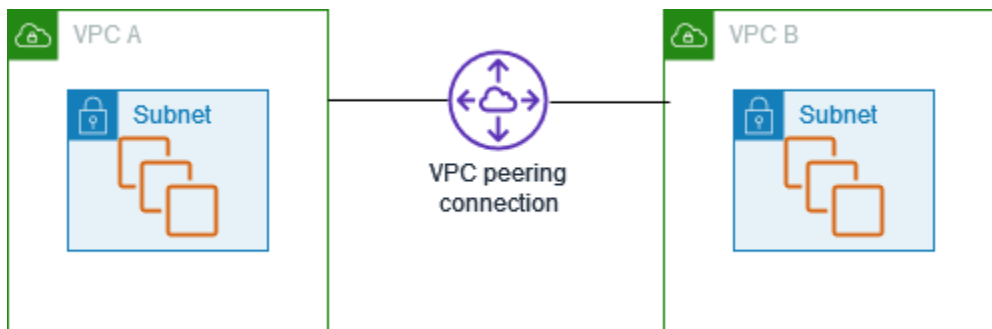 VPC A
VPC B
Subnet
Subnet
VPC peering
connection